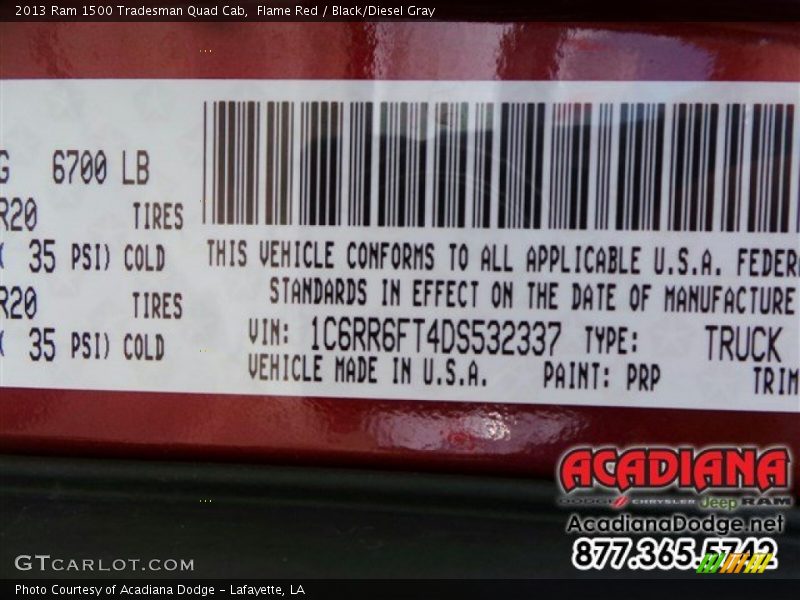 2013 Ram 1500 Tradesman Quad Cab,  Flame Red / Black/Diesel Gray
G 6700 LB
R20 TIRES
( 35 PSI) COLD
R20 TIRES
( 35 PSI) COLD
THIS VEHICLE CONFORMS TO ALL APPLICABLE U.S.A. FEDERA
STANDARDS IN EFFECT ON THE DATE OF MANUFACTURE
VIN: 1C6RR6FT4DS532337 TYPE: TRUCK
VEHICLE MADE IN U.S.A. PAINT: PRP TRIM
ACADIANA
DODGE CHRYSLER Jeep RAM
AcadianaDodge.net
877.365.5742
GTCARLOT.COM
Photo Courtesy of Acadiana Dodge - Lafayette, LA